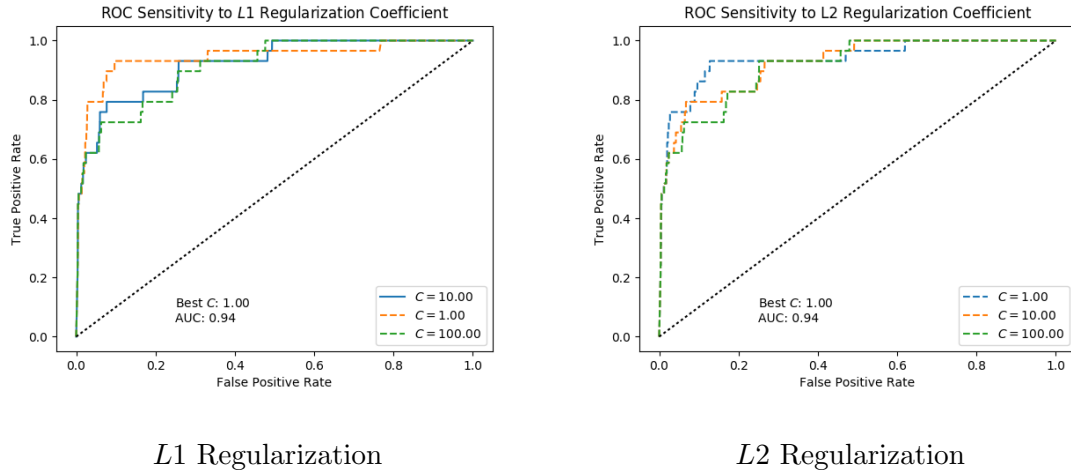 ROC Sensitivity to L1 Regularization Coefficient
1.0
0.8
0.6
0.4
0.2
0.0
True Positive Rate
Best C: 1.00
AUC: 0.94
C = 10.00
C = 1.00
C = 100.00
0.0 0.2 0.4 0.6 0.8 1.0
False Positive Rate
L1 Regularization
ROC Sensitivity to L2 Regularization Coefficient
1.0
0.8
0.6
0.4
0.2
0.0
True Positive Rate
Best C: 1.00
AUC: 0.94
C = 1.00
C = 10.00
C = 100.00
0.0 0.2 0.4 0.6 0.8 1.0
False Positive Rate
L2 Regularization